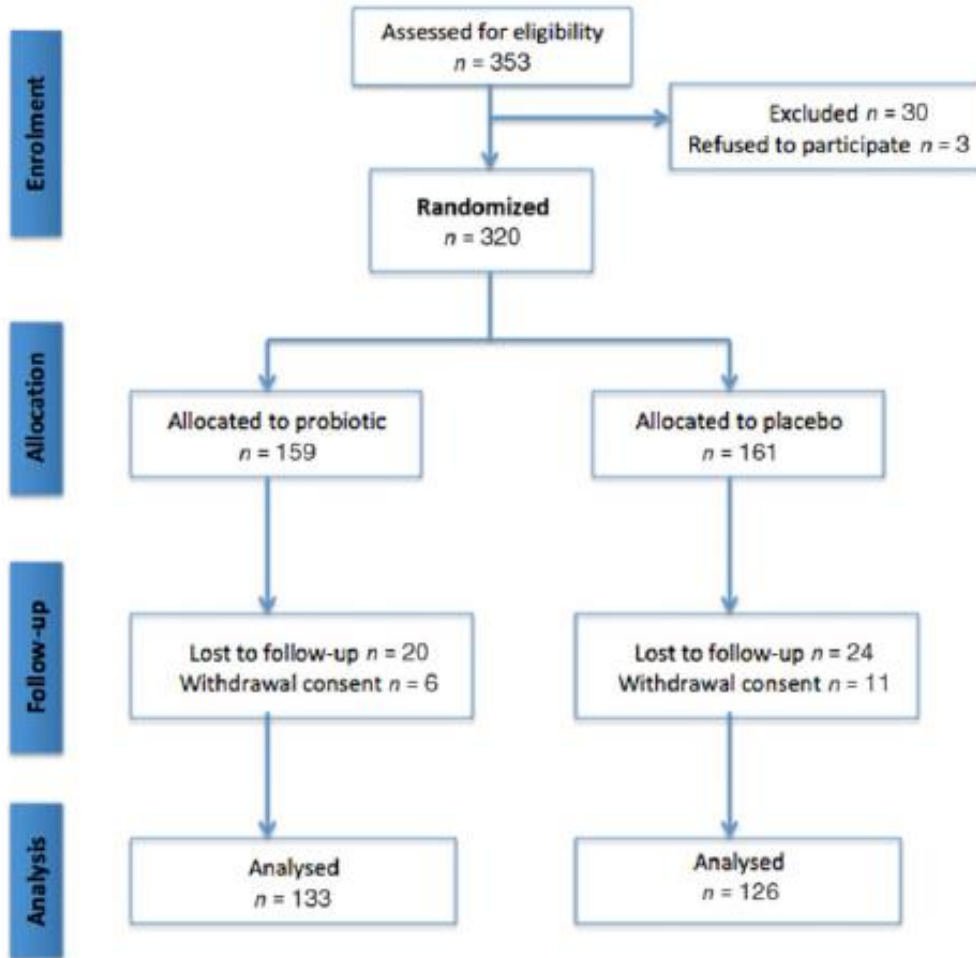 Enrolment
Assessed for eligibility
n = 353
Excluded n = 30
Refused to participate n = 3
Randomized
n = 320
Allocation
Allocated to probiotic
n = 159
Allocated to placebo
n = 161
Follow-up
Lost to follow-up n = 20
Withdrawal consent n = 6
Lost to follow-up n = 24
Withdrawal consent n = 11
Analysis
Analysed
n = 133
Analysed
n = 126